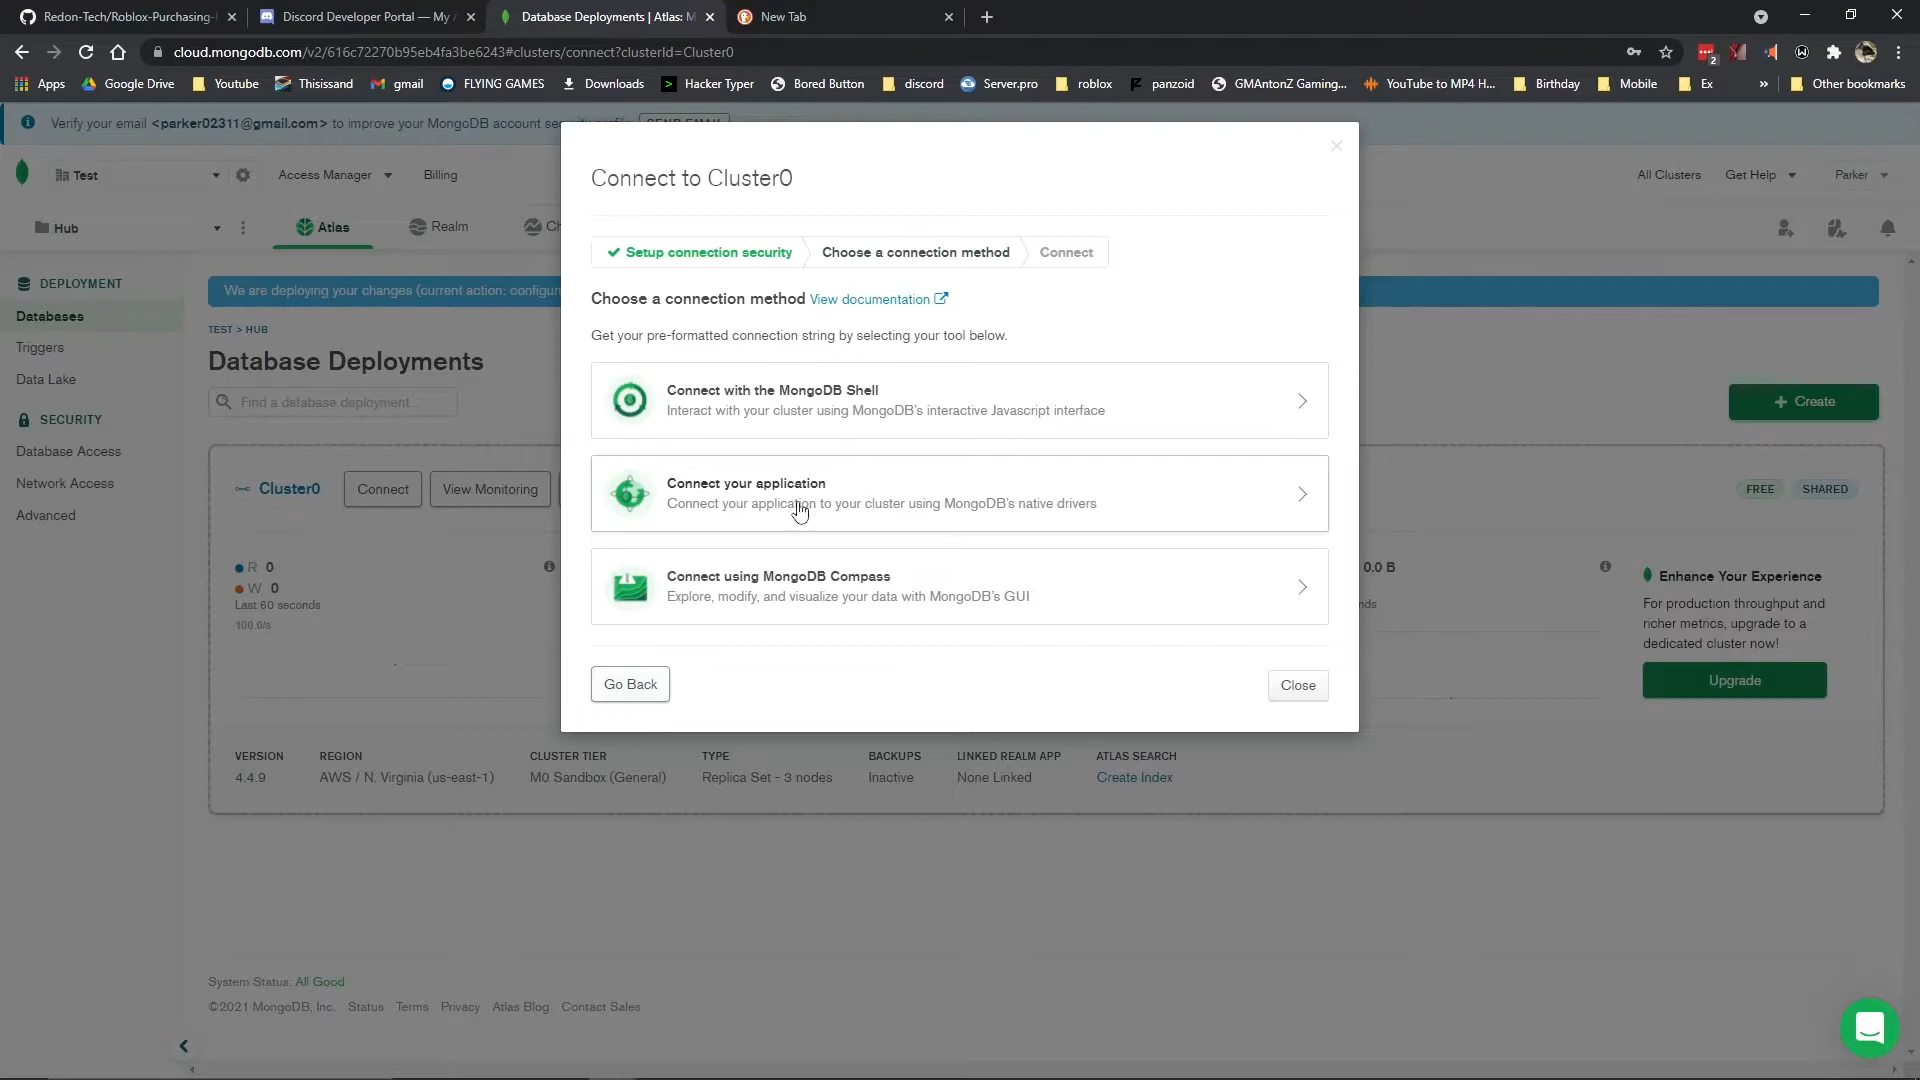 Redon-Tech/Roblox-Purchasing-
Discord Developer Portal — My
Database Deployments | Atlas: M
New Tab
cloud.mongodb.com/v2/616c72270b95eb4fa3be6243#clusters/connect?clusterId=Cluster0
2
Apps
Google Drive
Youtube
Thisissand
gmail
FLYING GAMES
Downloads
Hacker Typer
Bored Button
discord
Server.pro
roblox
panzoid
GMAntonZ Gaming...
YouTube to MP4 H...
Birthday
Mobile
Ex
»
Other bookmarks
Verify your email <parker02311@gmail.com> to improve your MongoDB account
Test
Access Manager
Billing
All Clusters
Get Help
Parker
Hub
Atlas
Realm
Ch
DEPLOYMENT
Databases
Triggers
Data Lake
SECURITY
Database Access
Network Access
Advanced
We are deploying your changes (current action: configur
TEST > HUB
Database Deployments
Find a database deployment...
+ Create
Cluster0
Connect
View Monitoring
FREE
SHARED
R 0
W 0
Last 60 seconds
100.0/s
0.0 B
Enhance Your Experience
For production throughput and
richer metrics, upgrade to a
dedicated cluster now!
Upgrade
VERSION
4.4.9
REGION
AWS / N. Virginia (us-east-1)
CLUSTER TIER
M0 Sandbox (General)
TYPE
Replica Set - 3 nodes
BACKUPS
Inactive
LINKED REALM APP
None Linked
ATLAS SEARCH
Create Index
Connect to Cluster0
Setup connection security
Choose a connection method
Connect
Choose a connection method View documentation
Get your pre-formatted connection string by selecting your tool below.
Connect with the MongoDB Shell
Interact with your cluster using MongoDB's interactive Javascript interface
Connect your application
Connect your application to your cluster using MongoDB's native drivers
Connect using MongoDB Compass
Explore, modify, and visualize your data with MongoDB's GUI
Go Back
Close
System Status: All Good
©2021 MongoDB, Inc.
Status
Terms
Privacy
Atlas Blog
Contact Sales